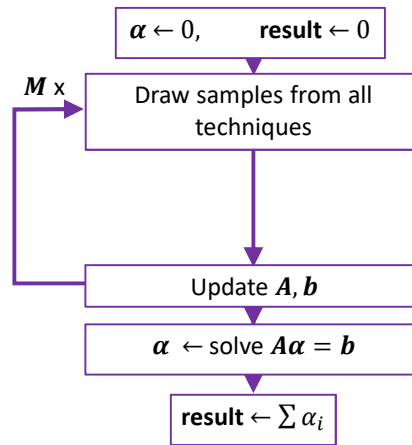 α ← 0, result ← 0
M x
Draw samples from all
techniques
Update A, b
α ← solve Aα = b
result ← ∑ αᵢ